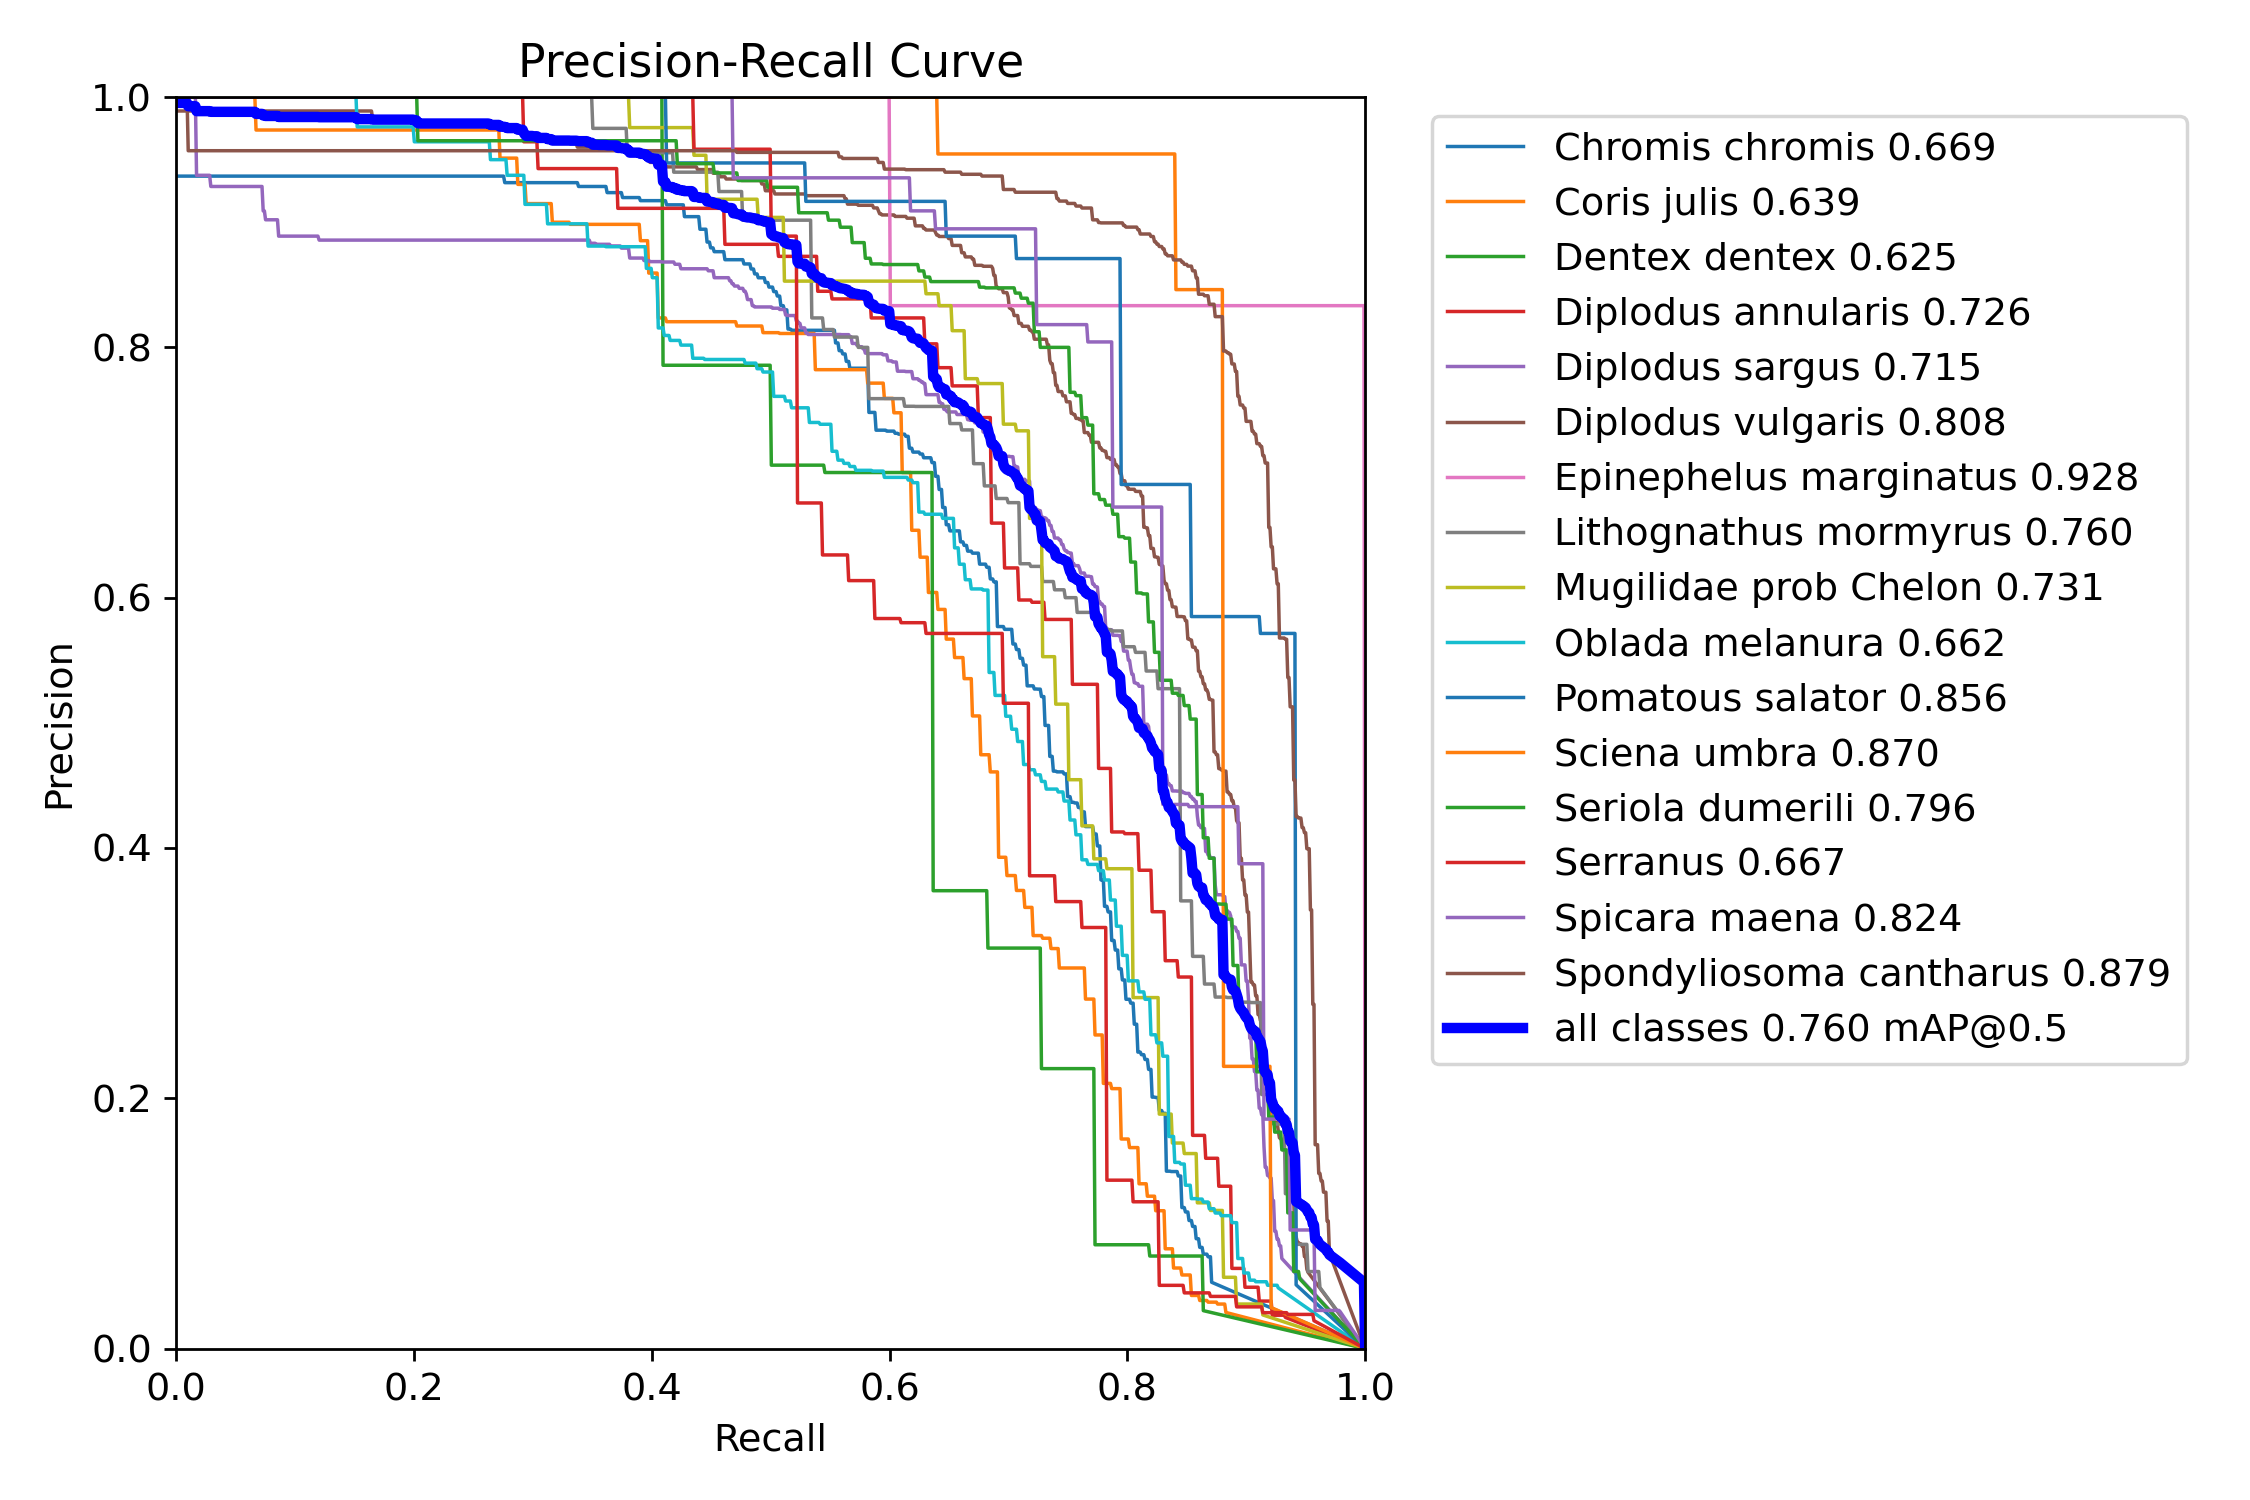 Precision-Recall Curve
1.0
0.8
0.6
0.4
0.2
0.0
Precision
0.0 0.2 0.4 0.6 0.8 1.0
Recall
Chromis chromis 0.669
Coris julis 0.639
Dentex dentex 0.625
Diplodus annularis 0.726
Diplodus sargus 0.715
Diplodus vulgaris 0.808
Epinephelus marginatus 0.928
Lithognathus mormyrus 0.760
Mugilidae prob Chelon 0.731
Oblada melanura 0.662
Pomatous salator 0.856
Sciena umbra 0.870
Seriola dumerili 0.796
Serranus 0.667
Spicara maena 0.824
Spondyliosoma cantharus 0.879
all classes 0.760 mAP@0.5